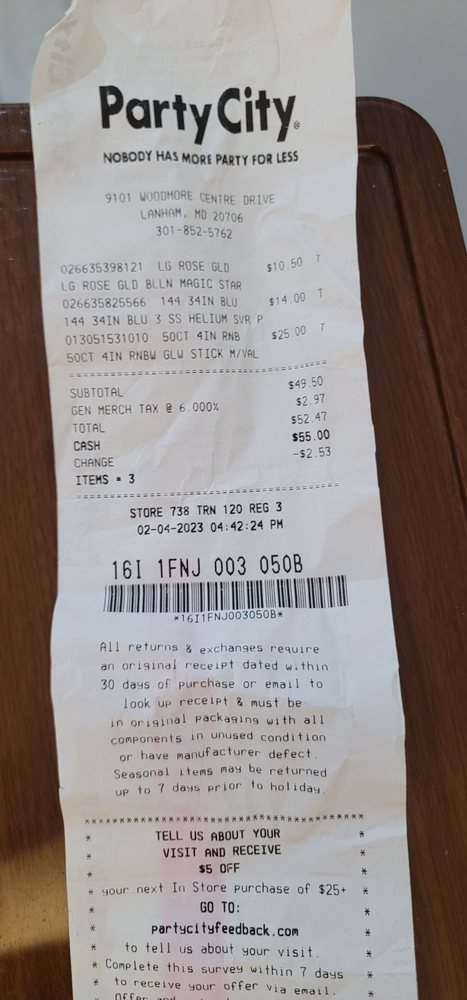 Party City
NOBODY HAS MORE PARTY FOR LESS
9101 WOODMORE CENTRE DRIVE
LANHAM, MD 20706
301-852-5762
026635398121 LG ROSE GLD $10.50 T
LG ROSE GLD BLLN MAGIC STAR
026635825566 144 34IN BLU $14.00 T
144 34IN BLU 3 SS HELIUM SVR P
013051531010 50CT 4IN RNB $25.00 T
50CT 4IN RNBW GLW STICK M/VAL
SUBTOTAL $49.50
GEN MERCH TAX @ 6.000% $2.97
TOTAL $52.47
CASH $55.00
CHANGE -$2.53
ITEMS = 3
STORE 738 TRN 120 REG 3
02-04-2023 04:42:24 PM
16I 1FNJ 003 050B
*16I1FNJ003050B*
All returns & exchanges require
an original receipt dated within
30 days of purchase or email to
look up receipt & must be
in original packaging with all
components in unused condition
or have manufacturer defect.
Seasonal items may be returned
up to 7 days prior to holiday.
TELL US ABOUT YOUR
VISIT AND RECEIVE
$5 OFF
your next In Store purchase of $25+
GO TO:
partycityfeedback.com
to tell us about your visit.
Complete this survey within 7 days
to receive your offer via email.